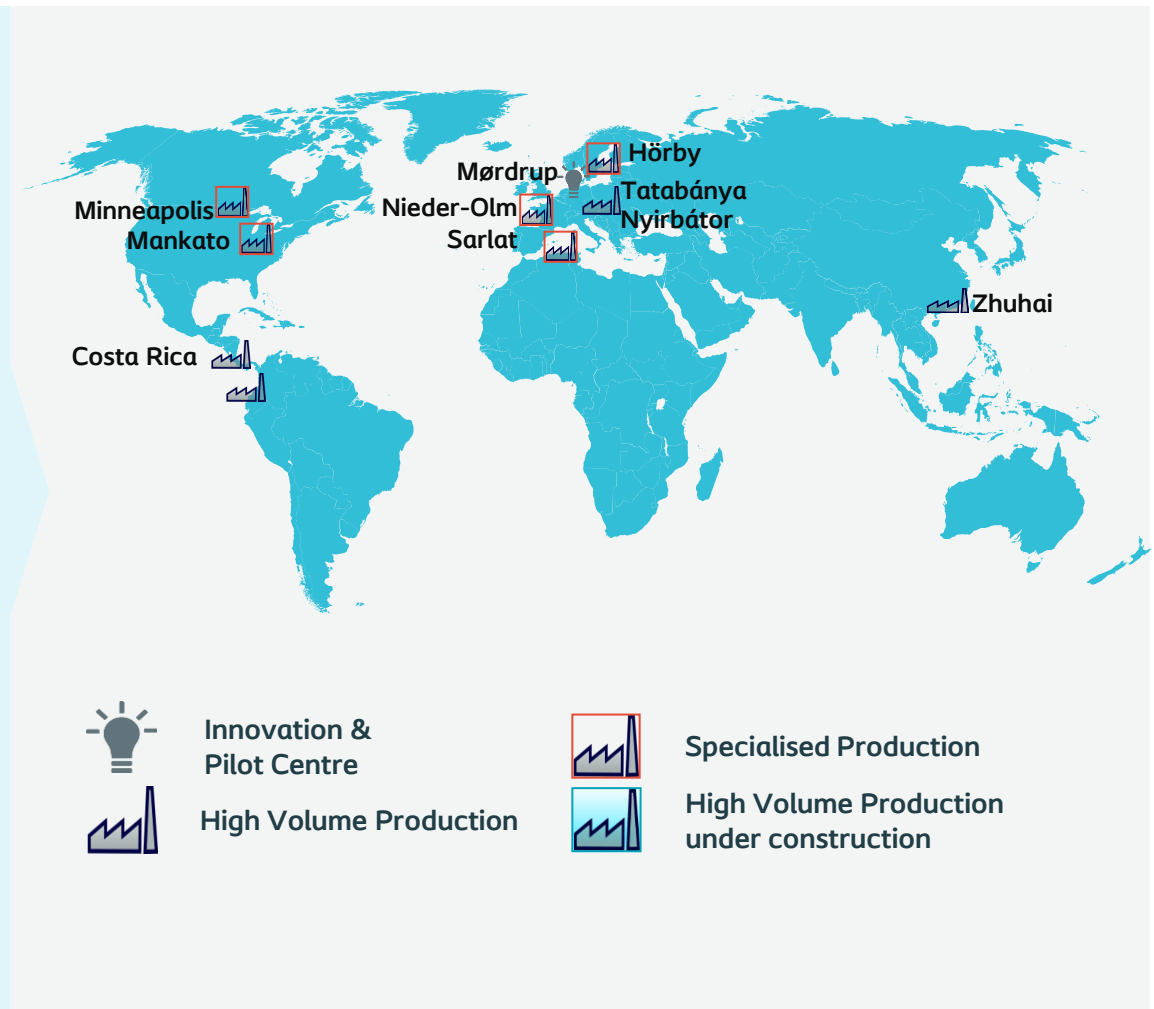 Hörby
Mørdrup
Tatabánya
Nyirbátor
Nieder-Olm
Sarlat
Minneapolis
Mankato
Zhuhai
Costa Rica
Innovation &
Pilot Centre
High Volume Production
Specialised Production
High Volume Production
under construction